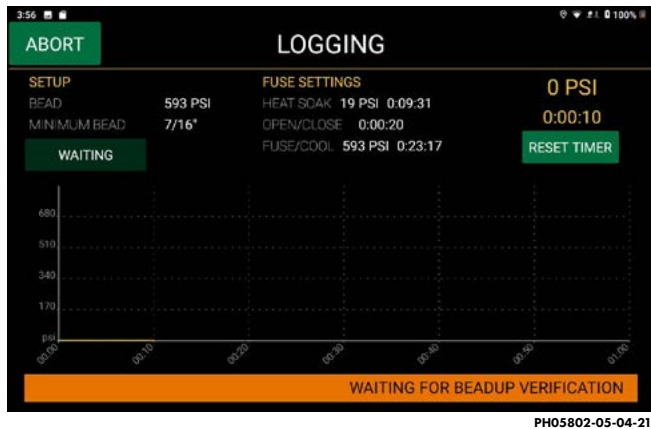 3:56 100%
ABORT LOGGING
SETUP FUSE SETTINGS 0 PSI
BEAD 593 PSI HEAT SOAK 19 PSI 0:09:31
MINIMUM BEAD 7/16" OPEN/CLOSE 0:00:20 0:00:10
WAITING FUSE/COOL 593 PSI 0:23:17 RESET TIMER
680
510
340
170
psi
00:00 00:10 00:20 00:30 00:40 00:50 01:00
WAITING FOR BEADUP VERIFICATION
PH05802-05-04-21